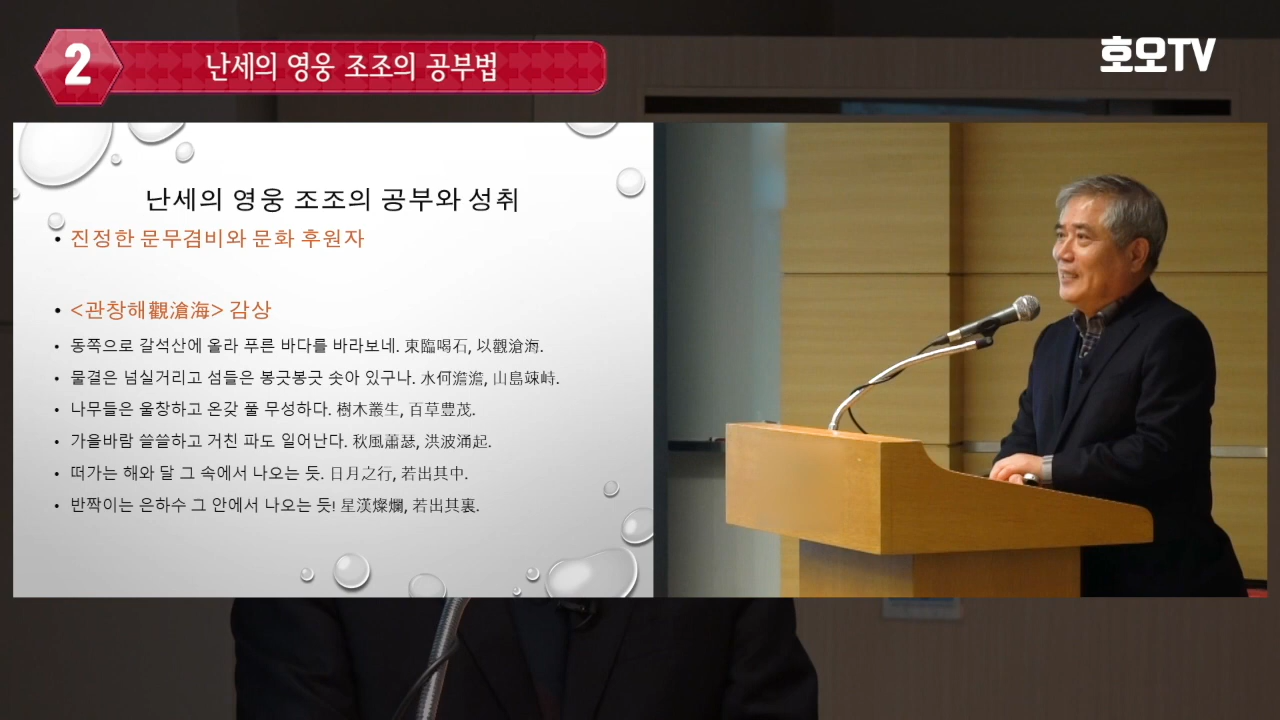 2
난세의 영웅 조조의 공부법
호오TV
난세의 영웅 조조의 공부와 성취
• 진정한 문무겸비와 문화 후원자
• <관창해觀滄海> 감상
• 동쪽으로 갈석산에 올라 푸른 바다를 바라보네. 東臨喝石, 以觀滄海.
• 물결은 넘실거리고 섬들은 봉긋봉긋 솟아 있구나. 水何澹澹, 山島竦峙.
• 나무들은 울창하고 온갖 풀 무성하다. 樹木叢生, 百草豊茂.
• 가을바람 쓸쓸하고 거친 파도 일어난다. 秋風蕭瑟, 洪波涌起.
• 떠가는 해와 달 그 속에서 나오는 듯. 日月之行, 若出其中.
• 반짝이는 은하수 그 안에서 나오는 듯! 星漢燦爛, 若出其裏.